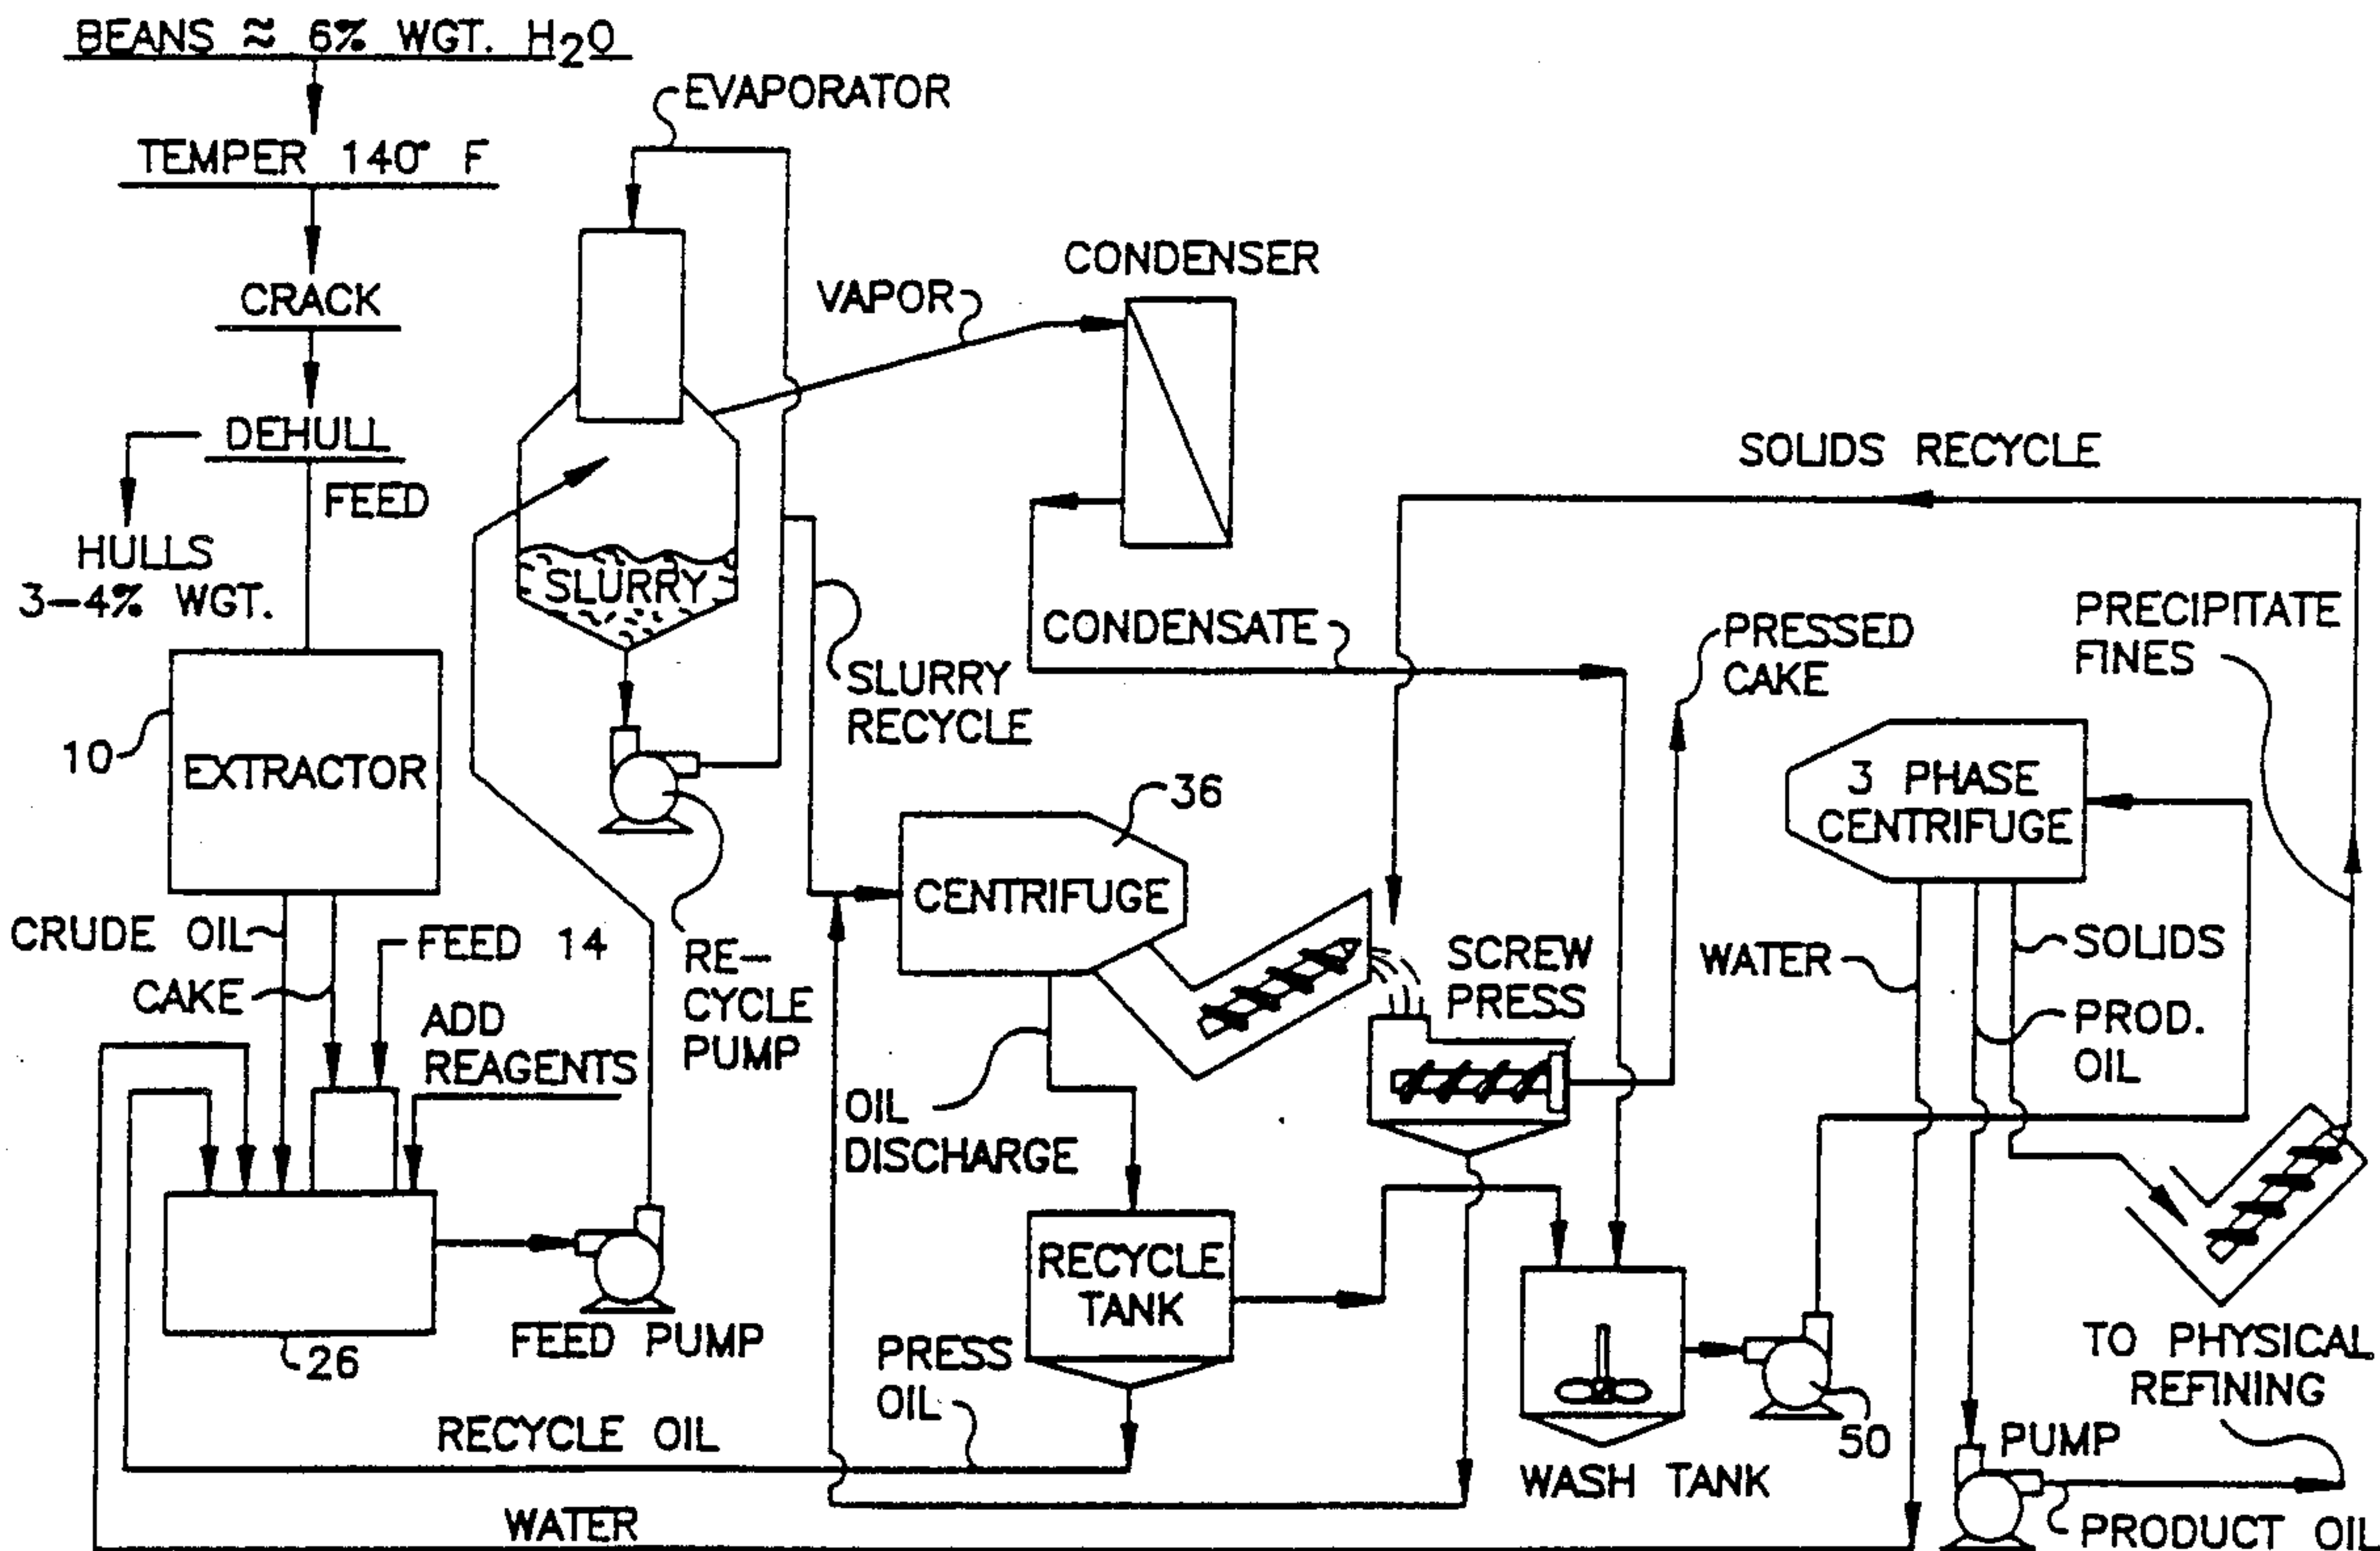 BEANS ≈ 6% WGT. H2O
TEMPER 140° F
CRACK
DEHULL
FEED
HULLS
3-4% WGT.
10
EXTRACTOR
CRUDE OIL
CAKE
FEED 14
ADD
REAGENTS
26
FEED PUMP
EVAPORATOR
SLURRY
RE-
CYCLE
PUMP
SLURRY
RECYCLE
VAPOR
CONDENSER
CONDENSATE
36
CENTRIFUGE
OIL
DISCHARGE
RECYCLE
TANK
PRESS
OIL
RECYCLE OIL
WATER
SCREW
PRESS
PRESSED
CAKE
SOLIDS RECYCLE
WASH TANK
50
3 PHASE
CENTRIFUGE
WATER
SOLIDS
PROD.
OIL
PRECIPITATE
FINES
TO PHYSICAL
REFINING
PUMP
PRODUCT OIL